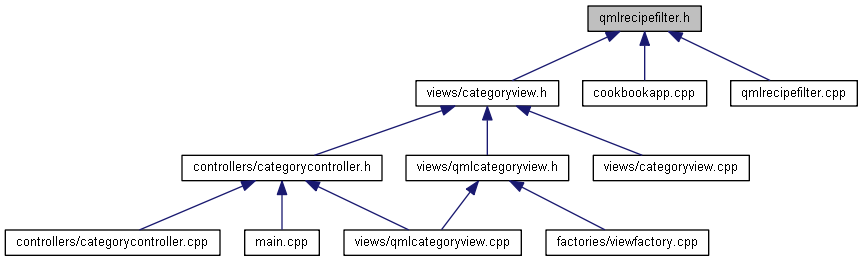 qmlrecipefilter.h
views/categoryview.h
cookbookapp.cpp
qmlrecipefilter.cpp
controllers/categorycontroller.h
views/qmlcategoryview.h
views/categoryview.cpp
controllers/categorycontroller.cpp
main.cpp
views/qmlcategoryview.cpp
factories/viewfactory.cpp